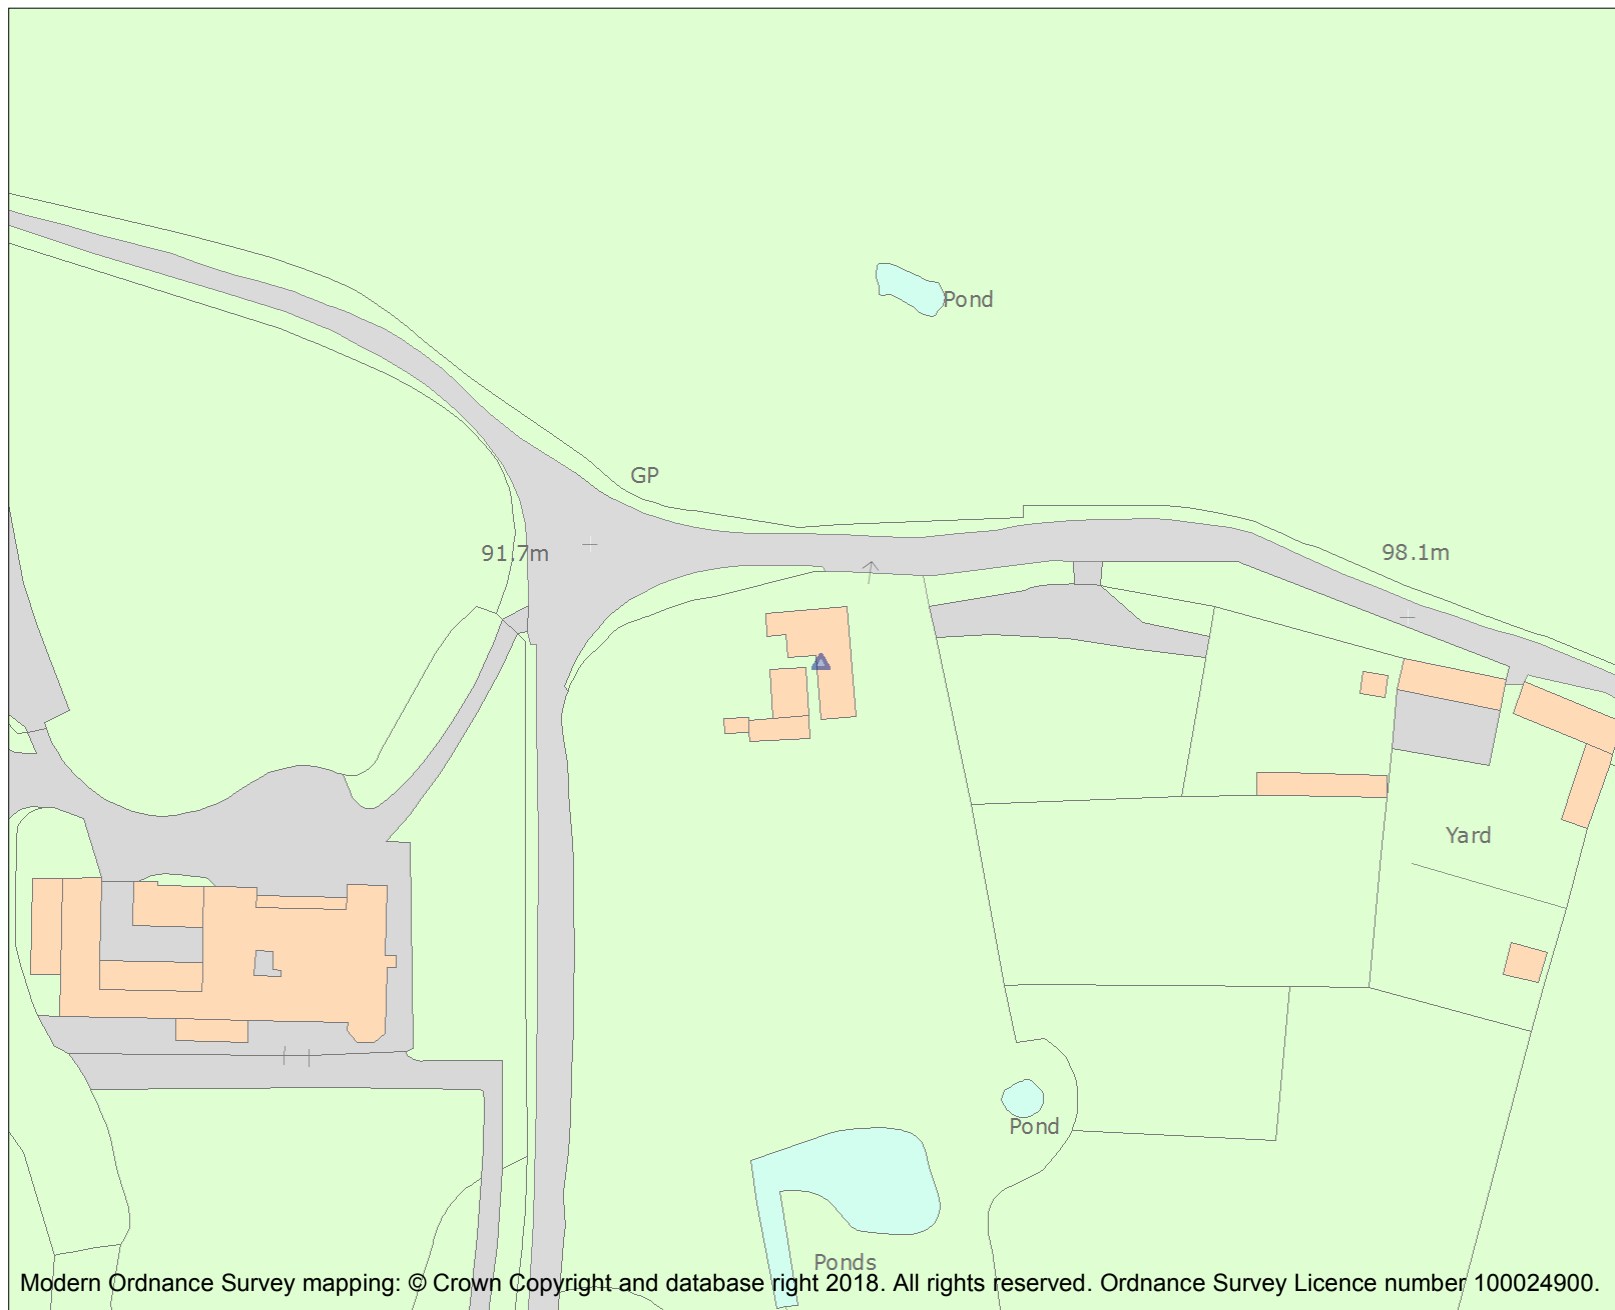 Pond
GP
91.7m
98.1m
Yard
Pond
Ponds
Modern Ordnance Survey mapping: © Crown Copyright and database right 2018. All rights reserved. Ordnance Survey Licence number 100024900.